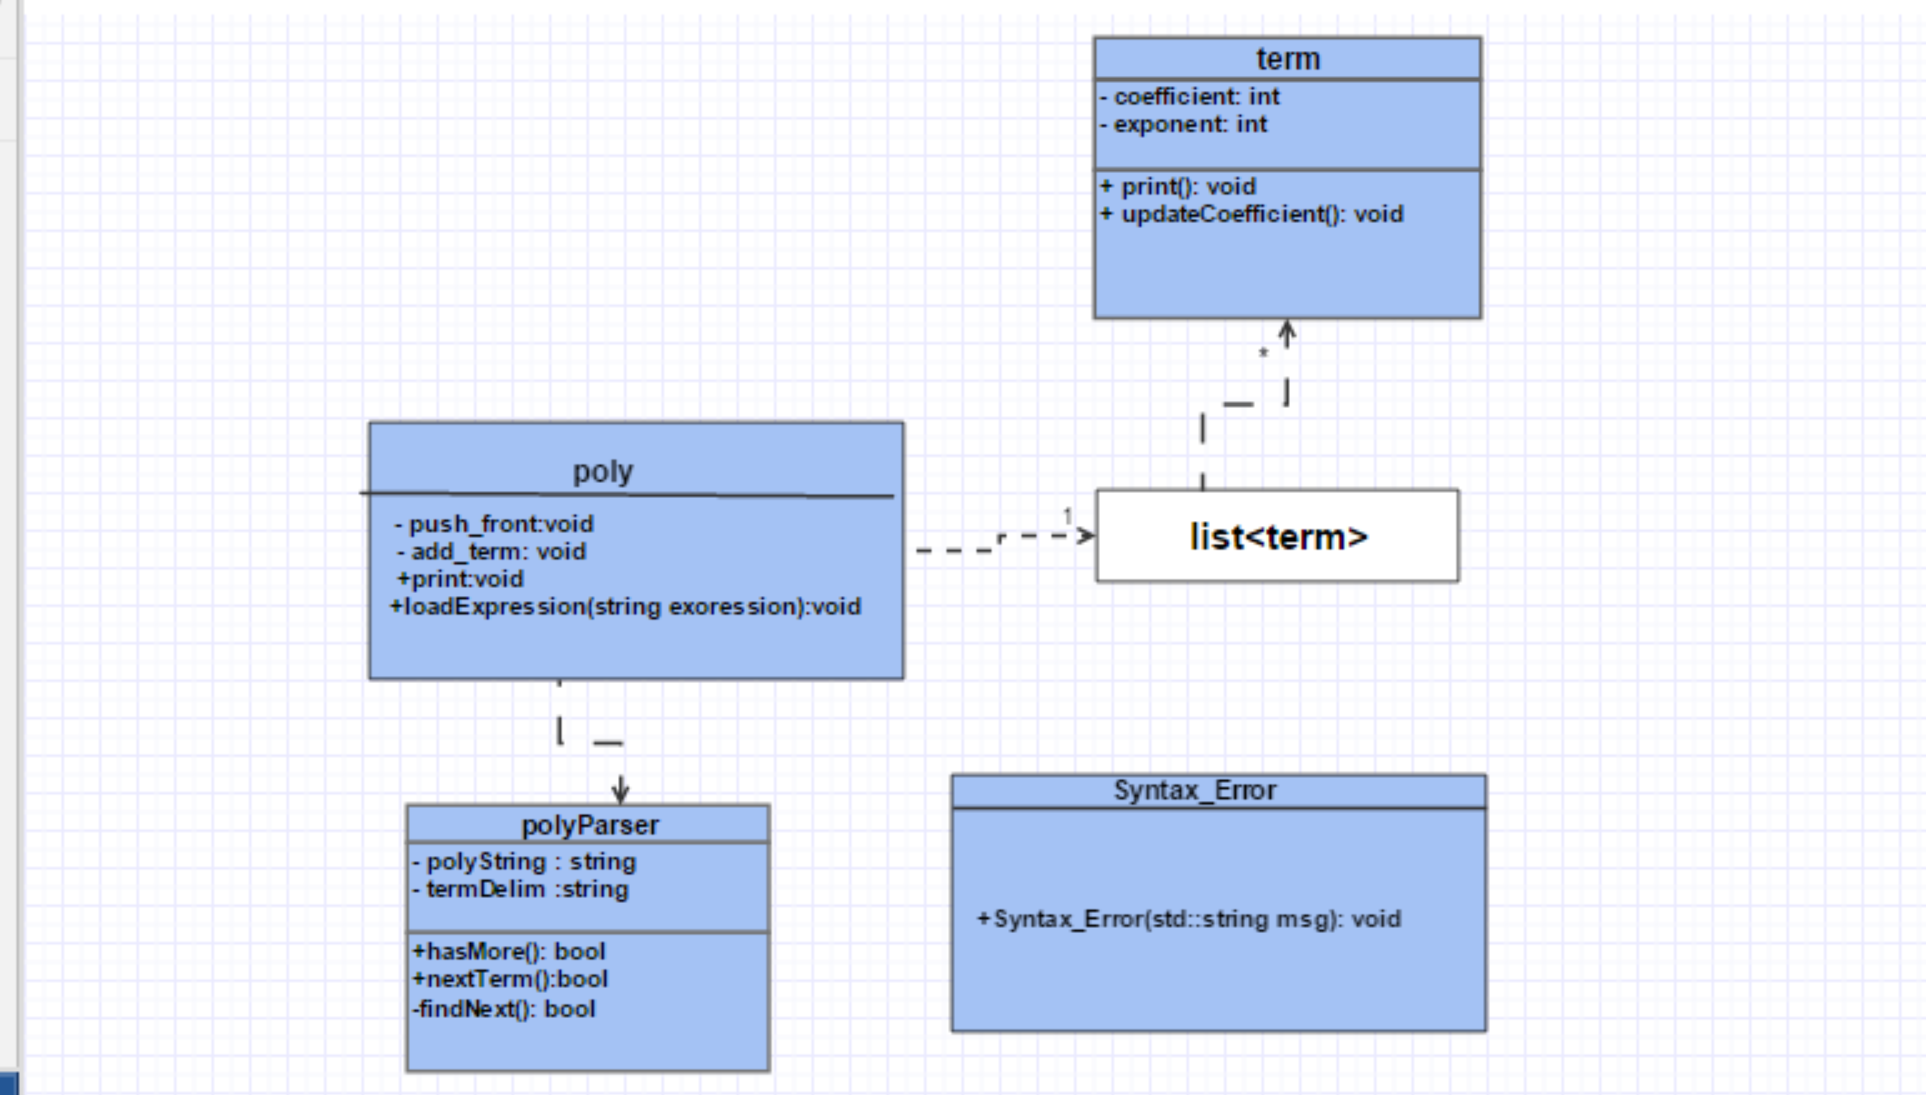 term
- coefficient: int
- exponent: int
+ print(): void
+ updateCoefficient(): void
*
poly
- push_front:void
- add_term: void
+print:void
+loadExpression(string exoression):void
1
list<term>
polyParser
- polyString : string
- termDelim :string
+hasMore(): bool
+nextTerm():bool
-findNext(): bool
Syntax_Error
+Syntax_Error(std::string msg): void